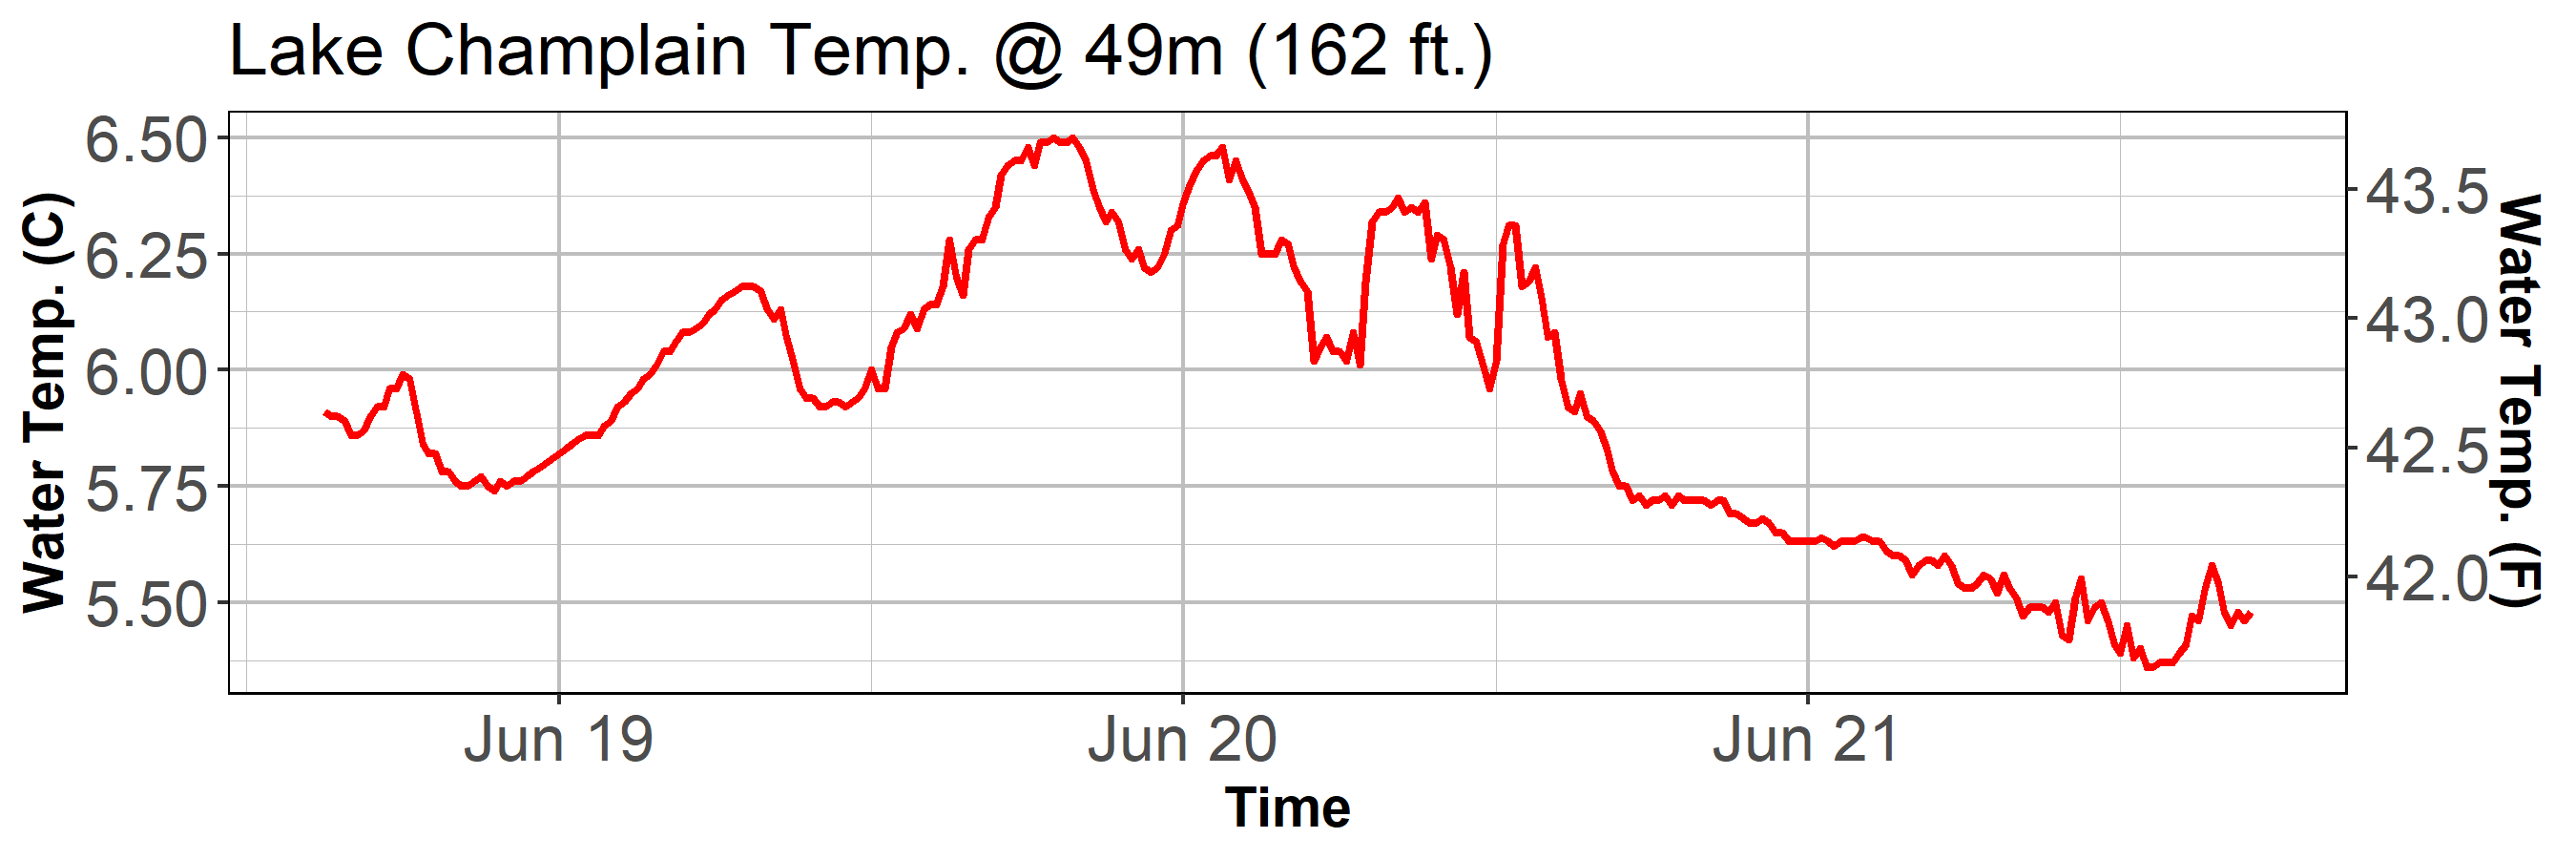 Lake Champlain Temp. @ 49m (162 ft.)
Water Temp. (C)
6.50
6.25
6.00
5.75
5.50
43.5
43.0
42.5
42.0
Water Temp. (F)
Jun 19
Jun 20
Jun 21
Time